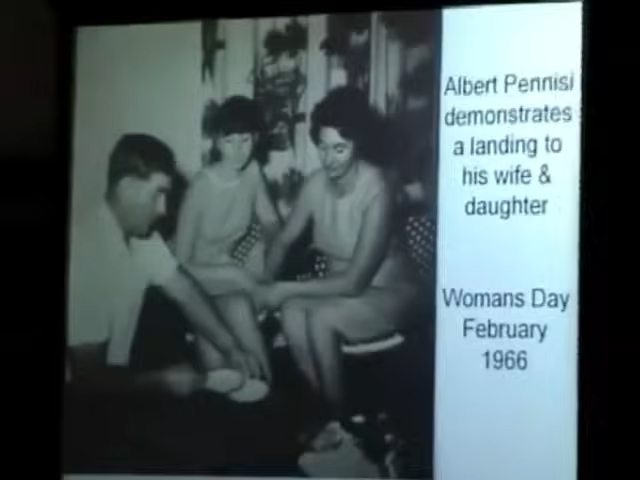 Albert Pennisi
demonstrates
a landing to
his wife &
daughter
Womans Day
February
1966